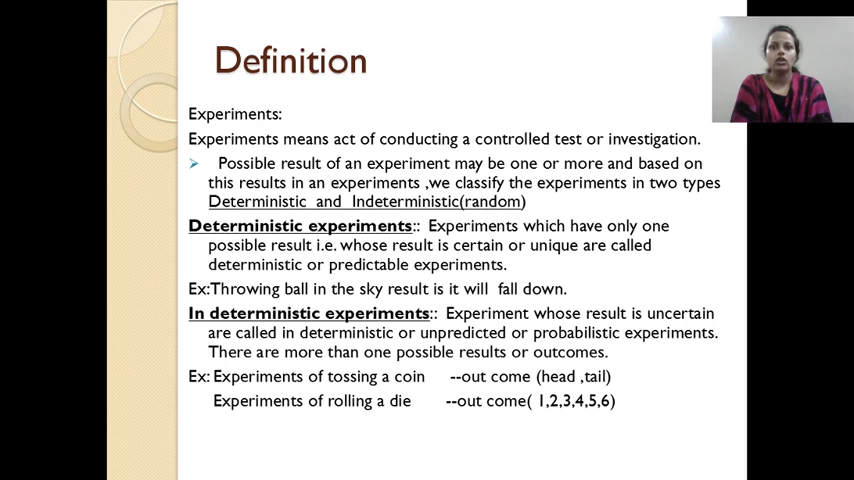 Definition
Experiments:
Experiments means act of conducting a controlled test or investigation.
Possible result of an experiment may be one or more and based on
this results in an experiments ,we classify the experiments in two types
Deterministic and Indeterministic(random)
Deterministic experiments:: Experiments which have only one
possible result i.e. whose result is certain or unique are called
deterministic or predictable experiments.
Ex:Throwing ball in the sky result is it will fall down.
In deterministic experiments:: Experiment whose result is uncertain
are called in deterministic or unpredicted or probabilistic experiments.
There are more than one possible results or outcomes.
Ex: Experiments of tossing a coin --out come (head ,tail)
Experiments of rolling a die --out come( 1,2,3,4,5,6)